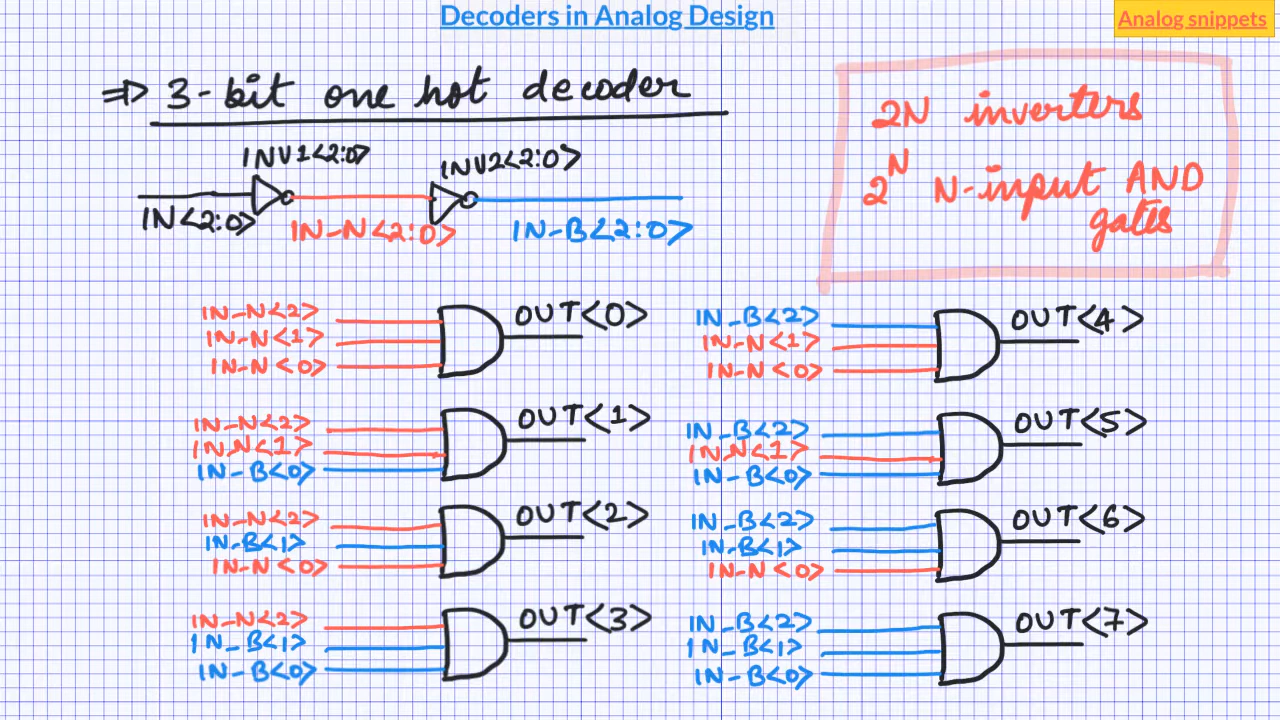 Decoders in Analog Design
Analog snippets
⇒ 3-bit one hot decoder
2N inverters
2^N N-input AND
gates
INV1<2:0>
INV2<2:0>
IN<2:0>
IN-N<2:0>
IN-B<2:0>
IN-N<2>
IN-N<1>
IN-N<0>
OUT<0>
IN-N<2>
IN-N<1>
IN-B<0>
OUT<1>
IN-N<2>
IN-B<1>
IN-N<0>
OUT<2>
IN-N<2>
IN-B<1>
IN-B<0>
OUT<3>
IN-B<2>
IN-N<1>
IN-N<0>
OUT<4>
IN-B<2>
IN-N<1>
IN-B<0>
OUT<5>
IN-B<2>
IN-B<1>
IN-N<0>
OUT<6>
IN-B<2>
IN-B<1>
IN-B<0>
OUT<7>